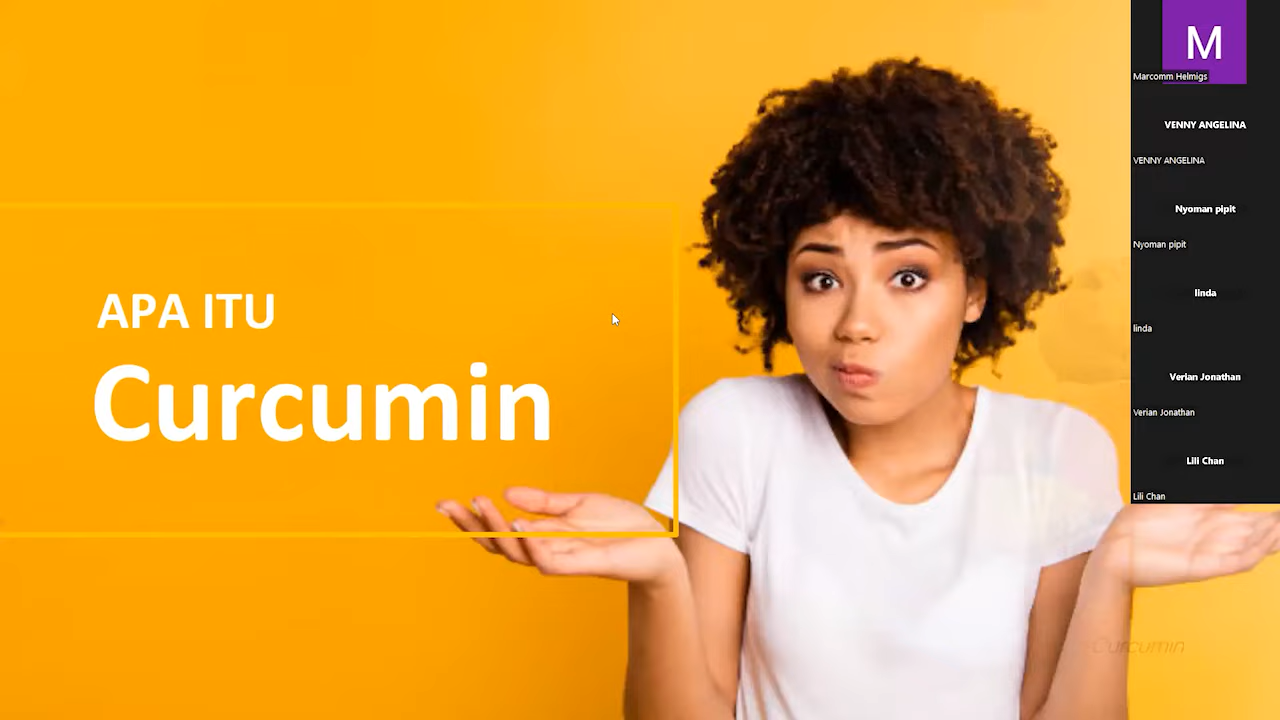 APA ITU
Curcumin
Curcumin
M
Marcomm Helmigs
VENNY ANGELINA
VENNY ANGELINA
Nyoman pipit
Nyoman pipit
linda
linda
Verian Jonathan
Verian Jonathan
Lili Chan
Lili Chan